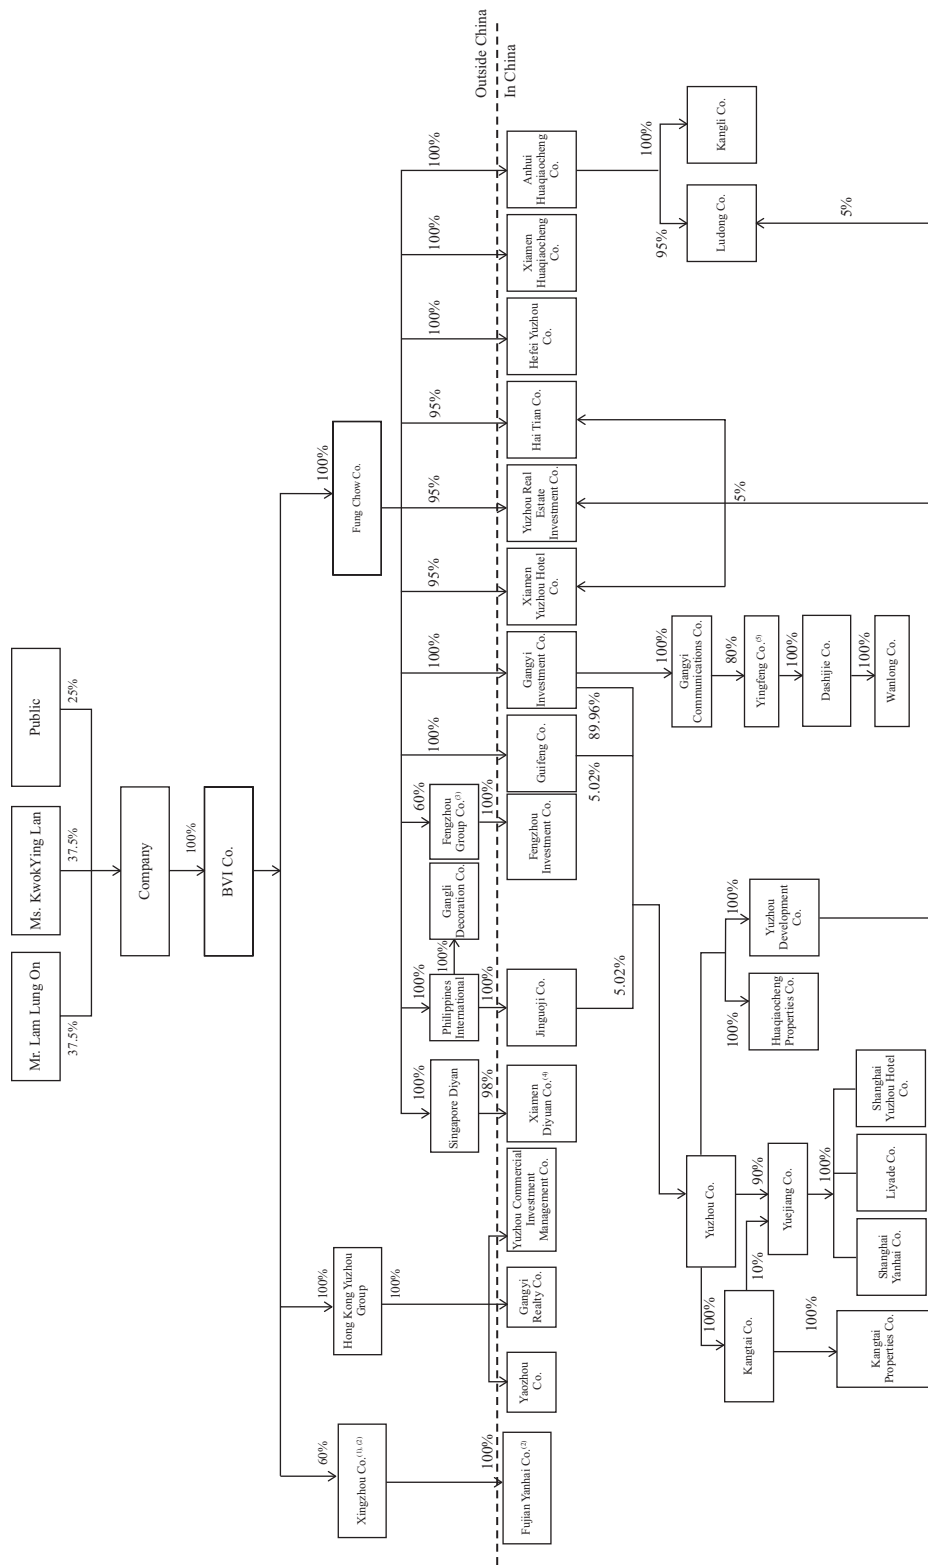 Mr. Lam Lung On
Ms. KwokYing Lan
Public
37.5%
37.5%
25%
Company
100%
BVI Co.
60%
100%
100%
Xingzhou Co.(1), (2)
Hong Kong Yuzhou
Group
Fung Chow Co.
100%
100%
100%
60%
100%
100%
95%
95%
95%
100%
100%
100%
Singapore Diyan
Philippines
International
100%
Gangli
Decoration Co.
Fengzhou
Group Co.(3)
100%
98%
100%
100%
Outside China
In China
Fujian Yanhai Co.(2)
Yaozhou
Co.
Gangyi
Realty Co.
Yuzhou Commercial
Investment
Management Co.
Xiamen
Diyuan Co.(4)
Jinguoji Co.
Fengzhou
Investment Co.
Guifeng Co.
Gangyi
Investment Co.
Xiamen
Yuzhou Hotel
Co.
Yuzhou Real
Estate
Investment Co.
Hai Tian Co.
Hefei Yuzhou
Co.
Xiamen
Huaqiaocheng
Co.
Anhui
Huaqiaocheng
Co.
5.02%
5.02%
89.96%
100%
95%
100%
Gangyi
Communications Co.
Ludong Co.
Kangli Co.
80%
5%
5%
Yingfeng Co.(5)
100%
Dashijie Co.
100%
Wanlong Co.
Yuzhou Co.
100%
10%
90%
100%
100%
Kangtai Co.
Yuejiang Co.
Huaqiaocheng
Properties Co.
Yuzhou
Development
Co.
100%
100%
Kangtai
Properties Co.
Shanghai
Yanhai Co.
Liyade Co.
Shanghai
Yuzhou Hotel
Co.